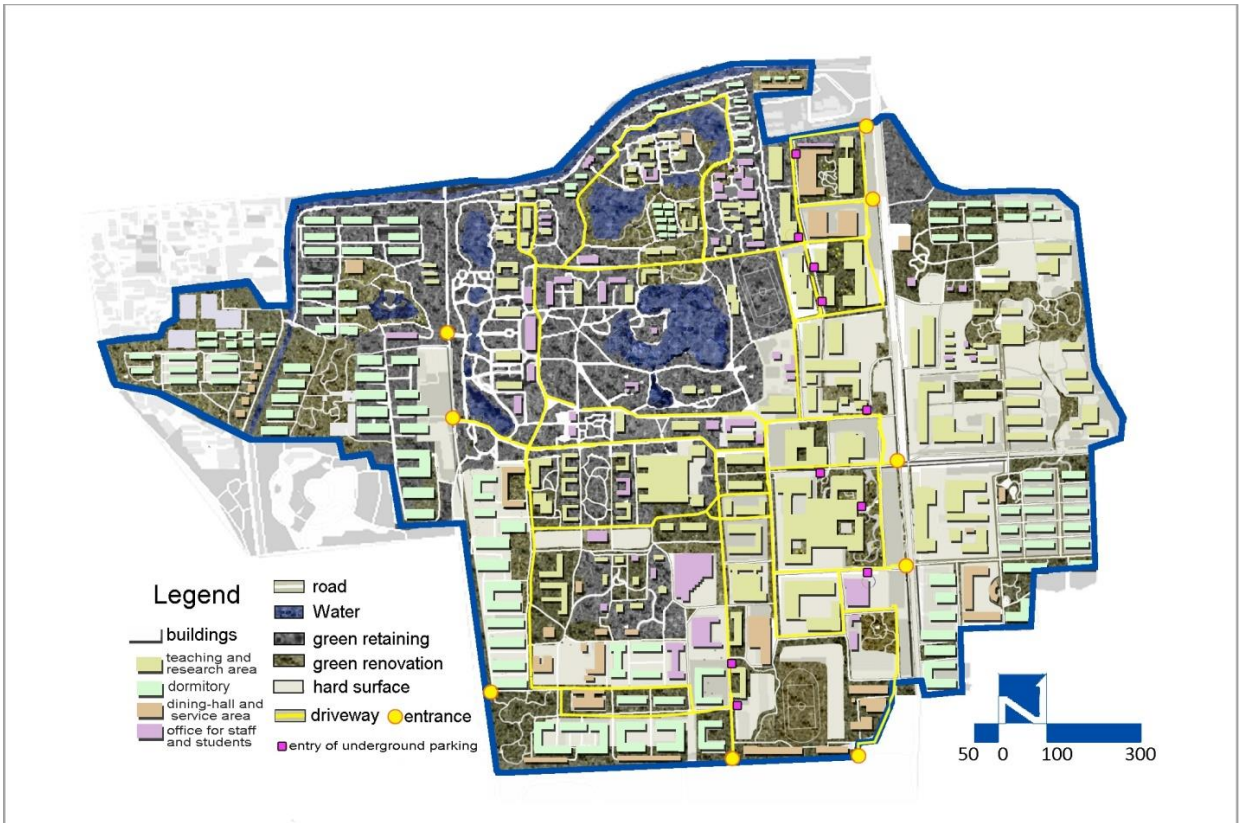 Legend
buildings
teaching and
research area
dormitory
dining-hall and
service area
office for staff
and students
road
Water
green retaining
green renovation
hard surface
driveway
entrance
entry of underground parking
N
50 0 100 300